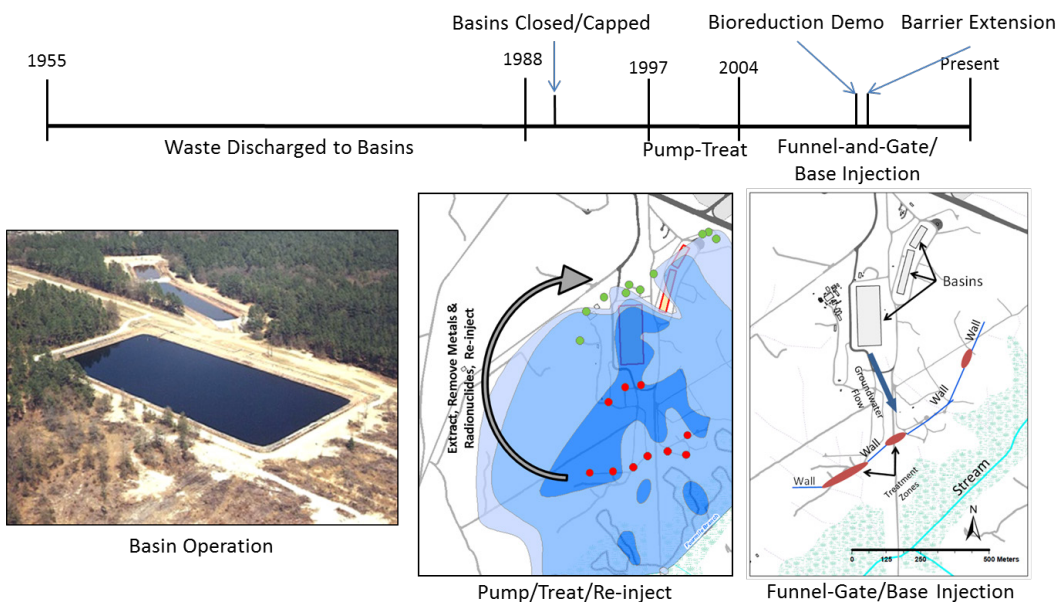 Basins Closed/Capped
Bioreduction Demo
Barrier Extension
1955
1988
1997
2004
Present
Waste Discharged to Basins
Pump-Treat
Funnel-and-Gate/
Base Injection
Extract, Remove Metals &
Radionuclides, Re-inject
Basins
Groundwater
Flow
Wall
Wall
Wall
Wall
Treatment
Zones
Stream
N
0 125 250 500 Meters
Basin Operation
Pump/Treat/Re-inject
Funnel-Gate/Base Injection